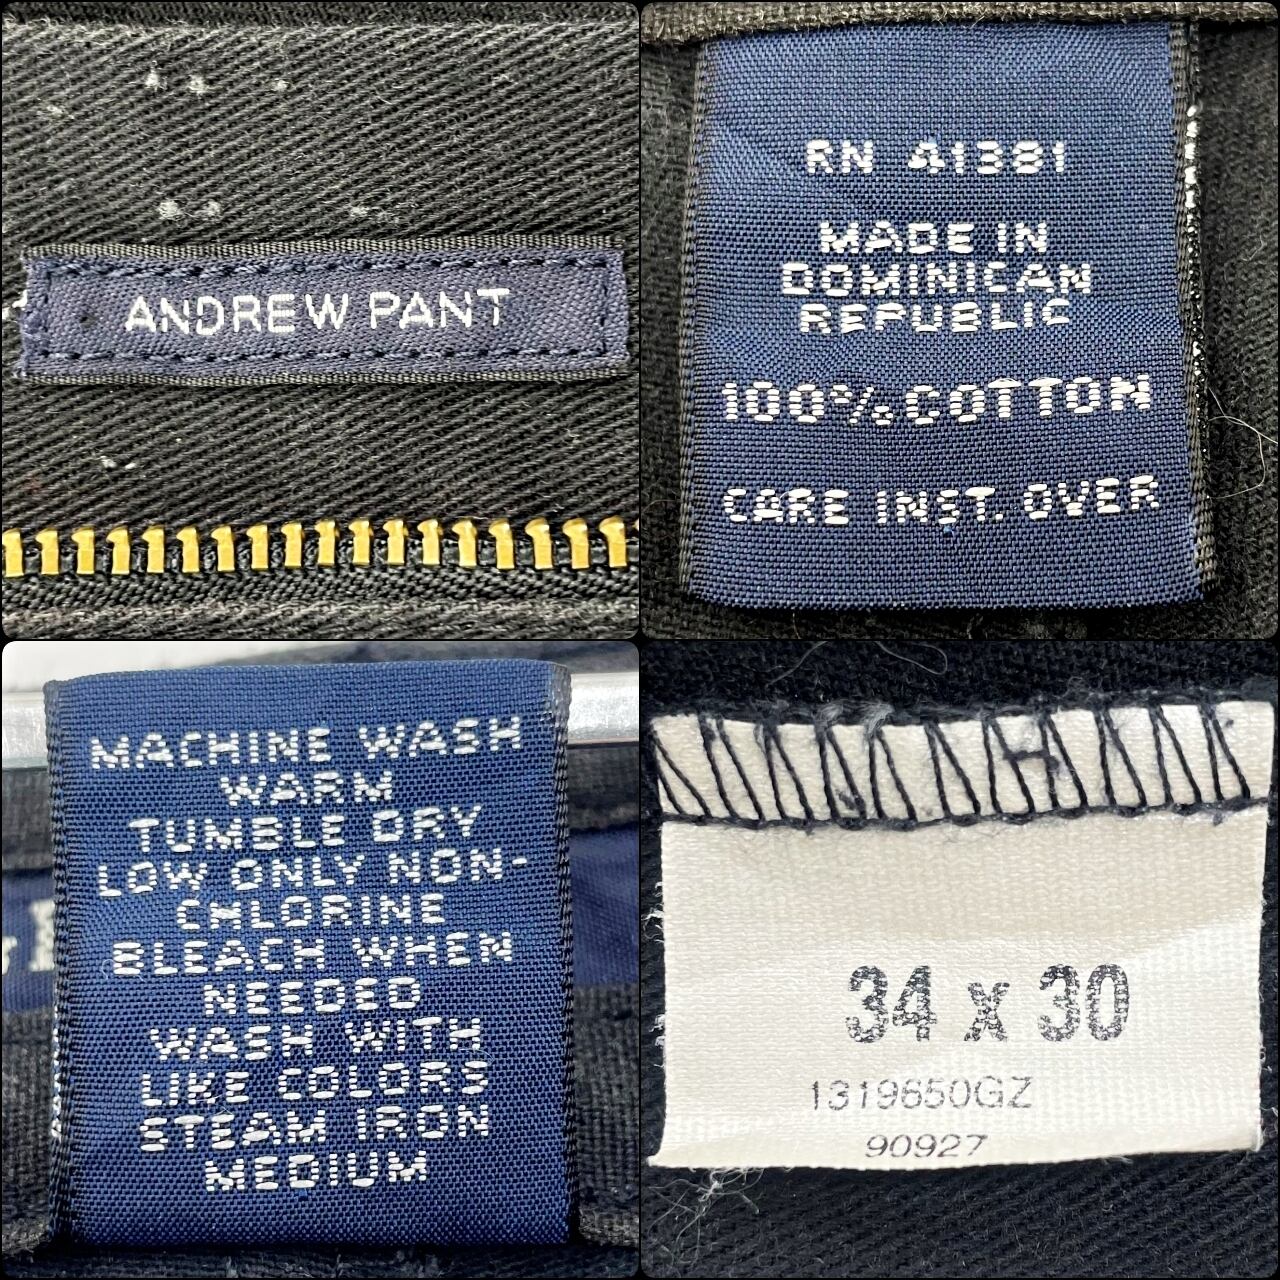 ANDREW PANT
RN 41381
MADE IN
DOMINICAN
REPUBLIC
100% COTTON
CARE INST. OVER
MACHINE WASH
WARM
TUMBLE DRY
LOW ONLY NON-
CHLORINE
BLEACH WHEN
NEEDED
WASH WITH
LIKE COLORS
STEAM IRON
MEDIUM
34 x 30
1319650GZ
90927